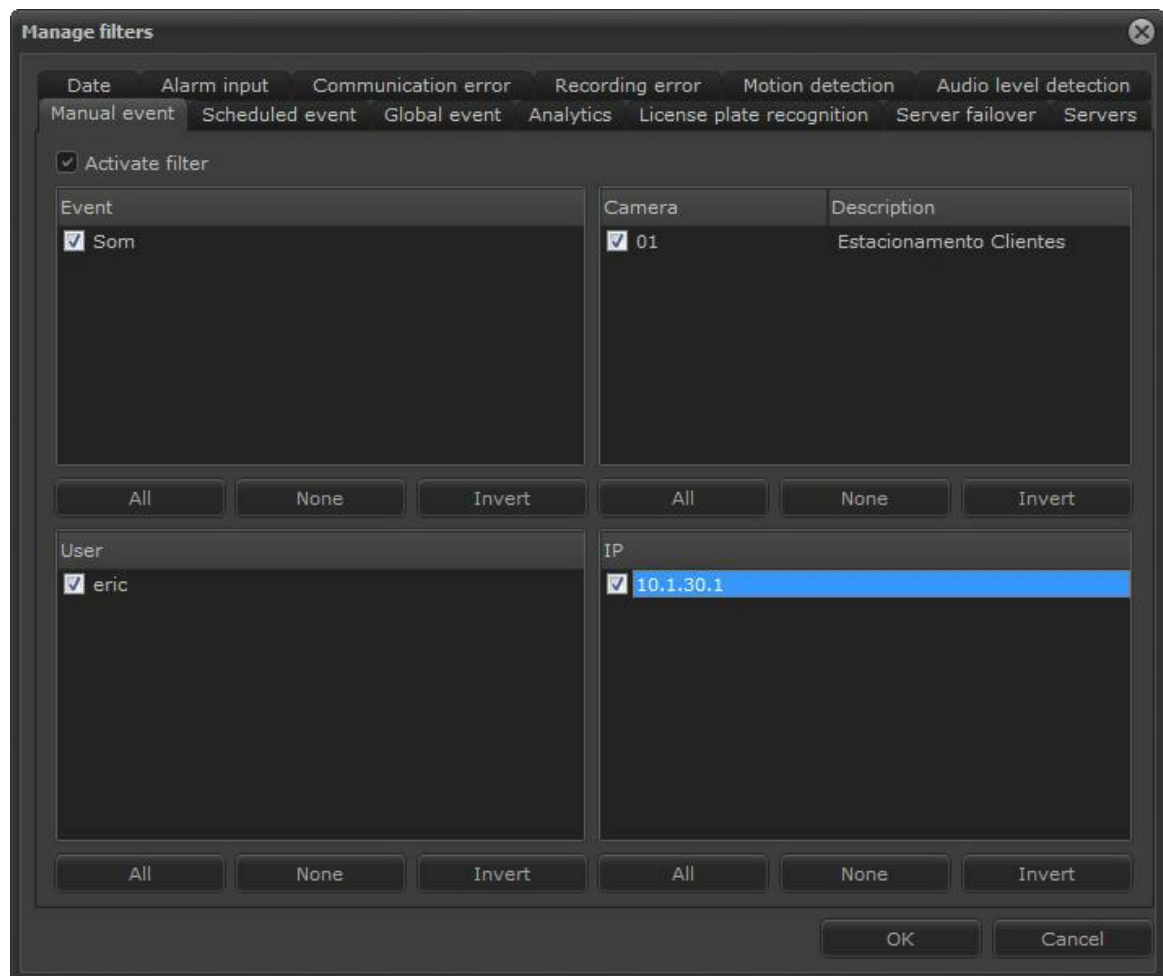 Manage filters
Date Alarm input Communication error Recording error Motion detection Audio level detection
Manual event Scheduled event Global event Analytics License plate recognition Server failover Servers
Activate filter
Event Camera Description
Som 01 Estacionamento Clientes
All None Invert All None Invert
User IP
eric 10.1.30.1
All None Invert All None Invert
OK Cancel